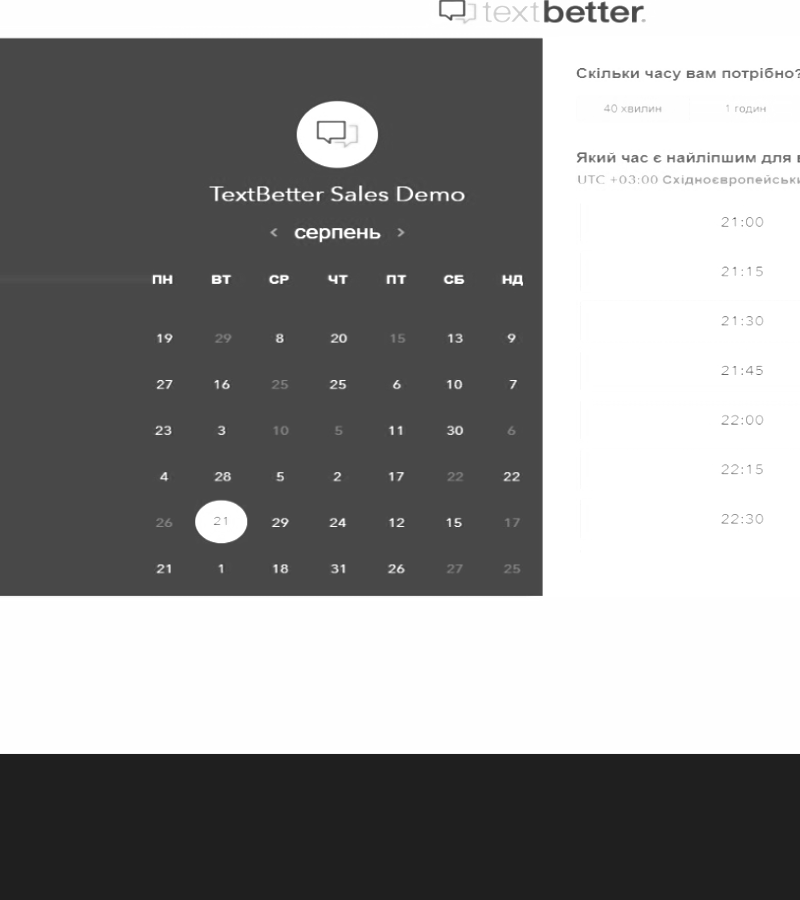 textbetter.
TextBetter Sales Demo
< серпень >
ПН ВТ СР ЧТ ПТ СБ НД
19 29 8 20 15 13 9
27 16 25 25 6 10 7
23 3 10 5 11 30 6
4 28 5 2 17 22 22
26 21 29 24 12 15 17
21 1 18 31 26 27 25
Скільки часу вам потрібно?
40 хвилин 1 годин
Який час є найліпшим для
UTC +03:00
21:00
21:15
21:30
21:45
22:00
22:15
22:30